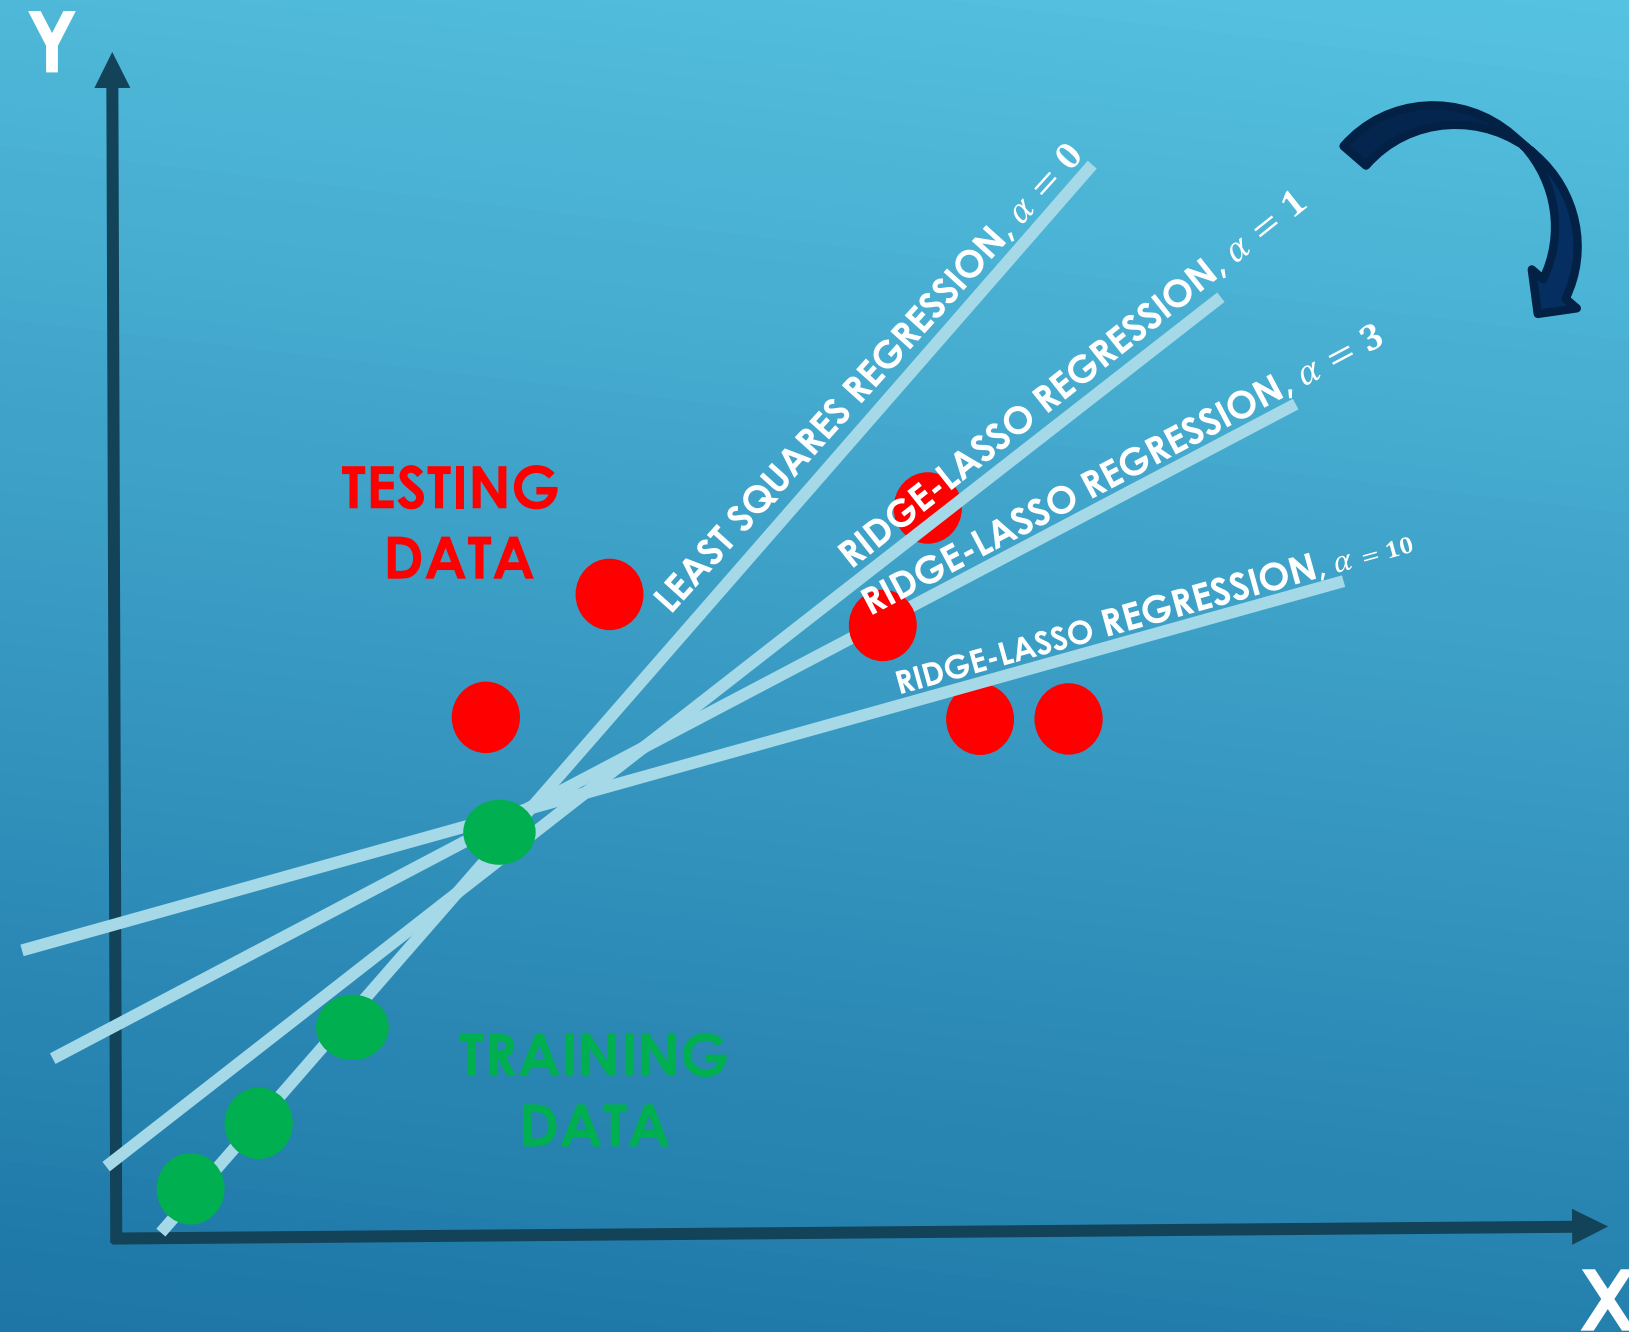 Y
LEAST SQUARES REGRESSION, α = 0
RIDGE-LASSO REGRESSION, α = 1
RIDGE-LASSO REGRESSION, α = 3
RIDGE-LASSO REGRESSION, α = 10
TESTING
DATA
TRAINING
DATA
X